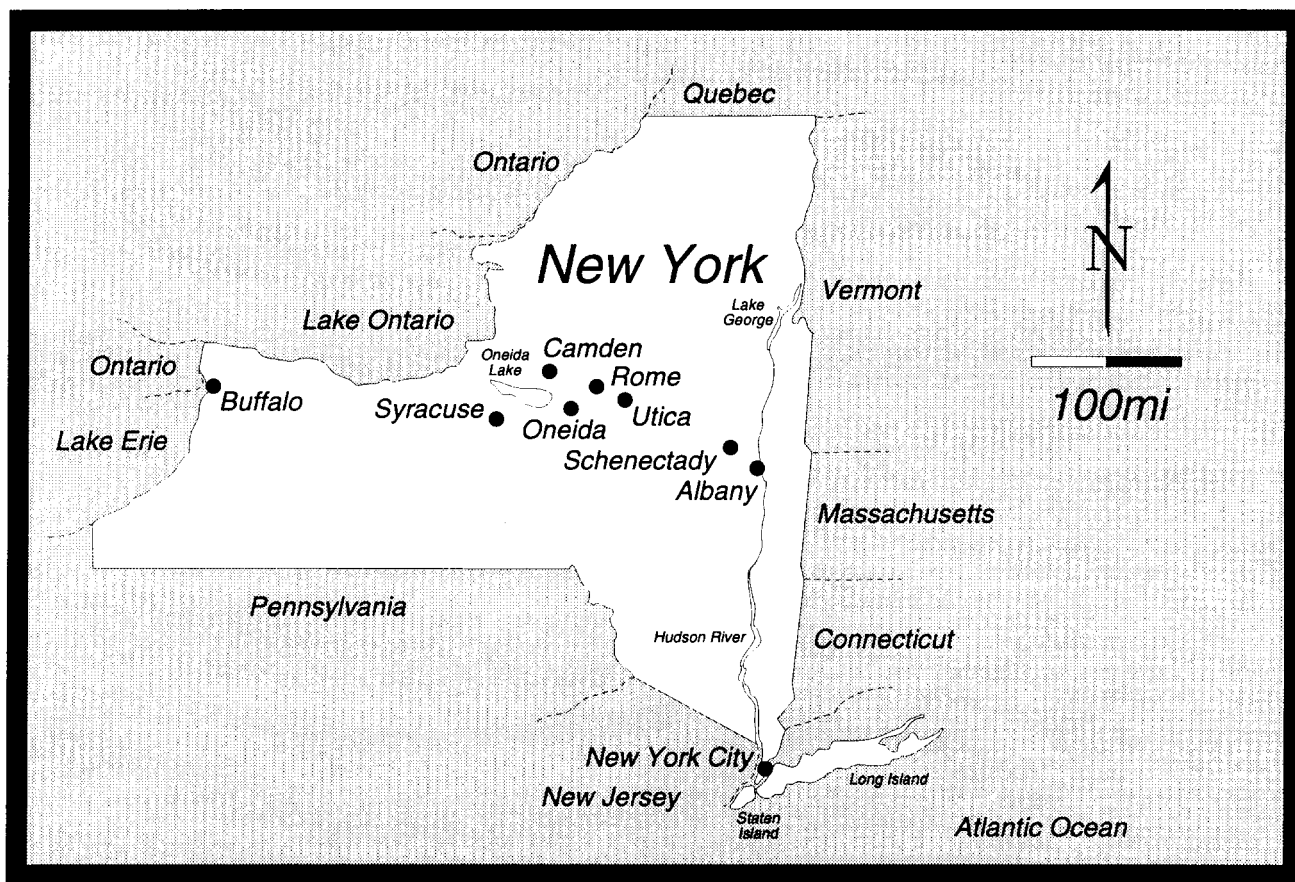 Quebec
Ontario
New York
N
Vermont
Lake
George
Lake Ontario
Oneida
Lake
Camden
Ontario
Rome
Buffalo
Syracuse
Oneida
Utica
100mi
Lake Erie
Schenectady
Albany
Massachusetts
Pennsylvania
Hudson River
Connecticut
New York City
Long Island
New Jersey
Staten
Island
Atlantic Ocean